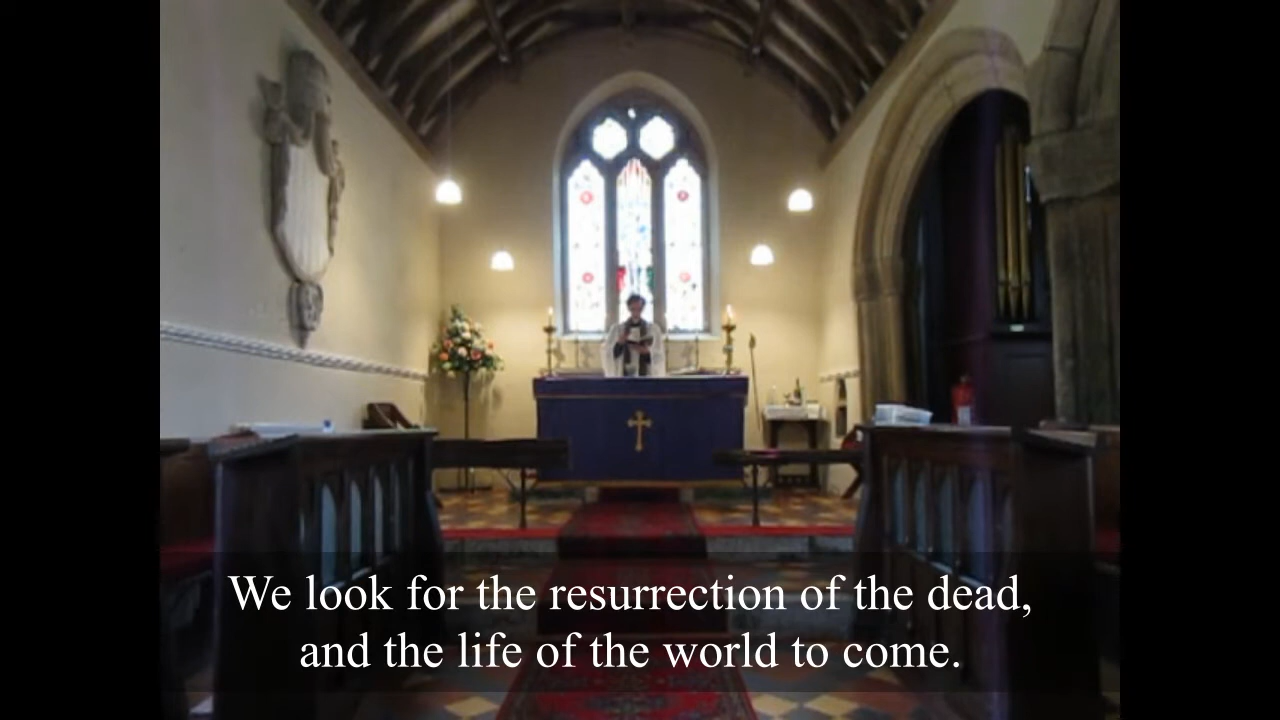 We look for the resurrection of the dead,
and the life of the world to come.